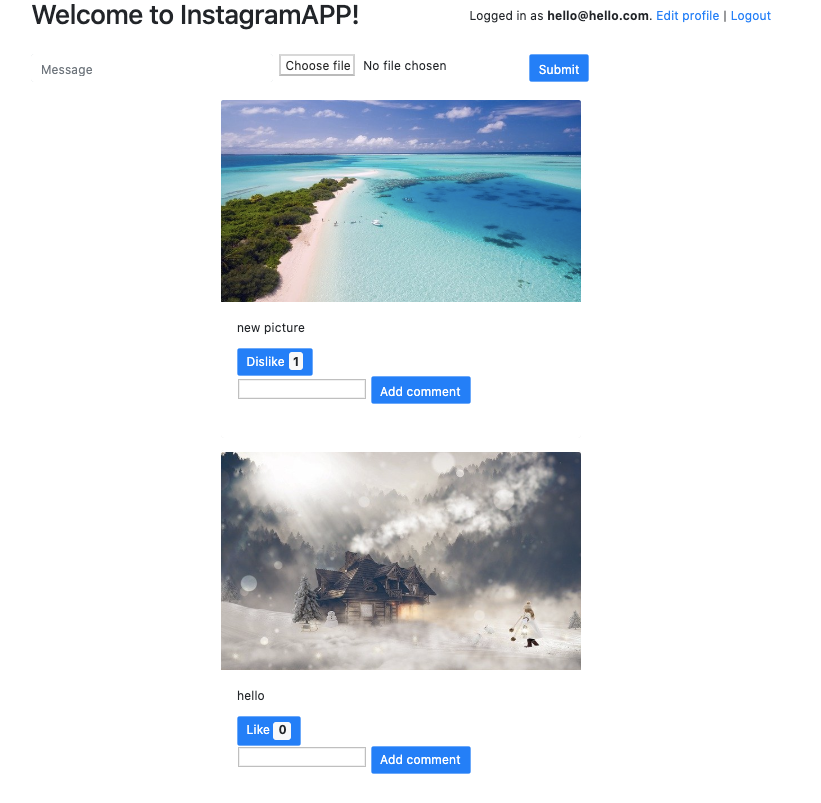 Welcome to InstagramAPP!
Logged in as hello@hello.com. Edit profile | Logout
Message
Choose file No file chosen
Submit
new picture
Dislike 1
Add comment
hello
Like 0
Add comment